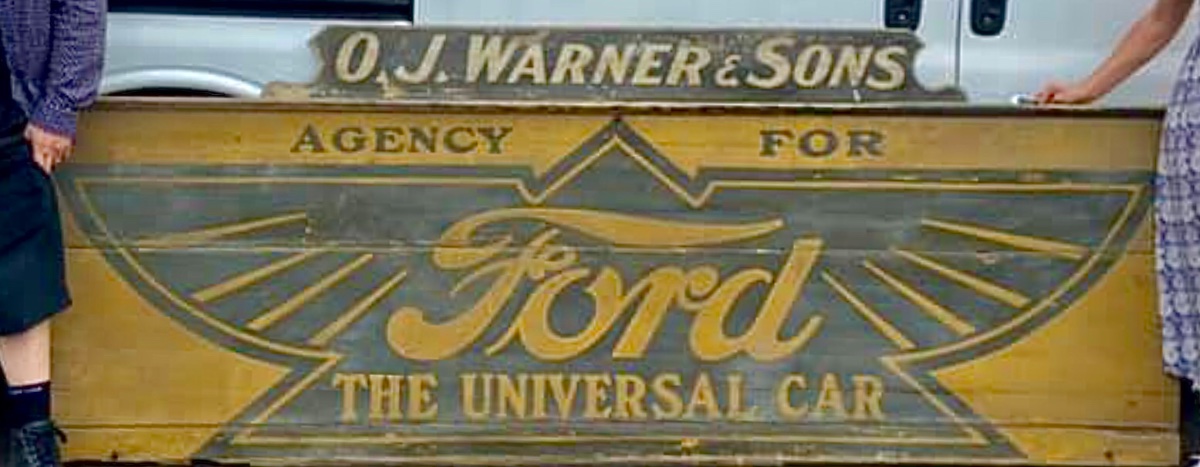 O.J. WARNER & SONS
AGENCY FOR
Ford
THE UNIVERSAL CAR